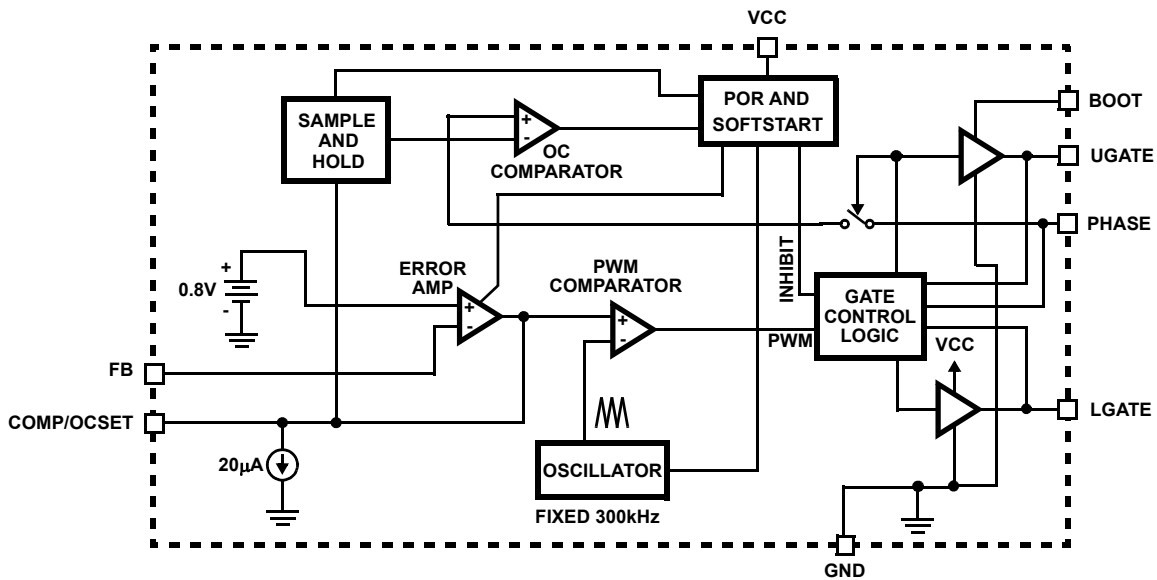 VCC
BOOT
UGATE
PHASE
LGATE
GND
FB
COMP/OCSET
SAMPLE
AND
HOLD
+
-
OC
COMPARATOR
POR AND
SOFTSTART
+
0.8V
-
ERROR
AMP
+
-
PWM
COMPARATOR
+
-
INHIBIT
PWM
GATE
CONTROL
LOGIC
VCC
20μA
OSCILLATOR
FIXED 300kHz